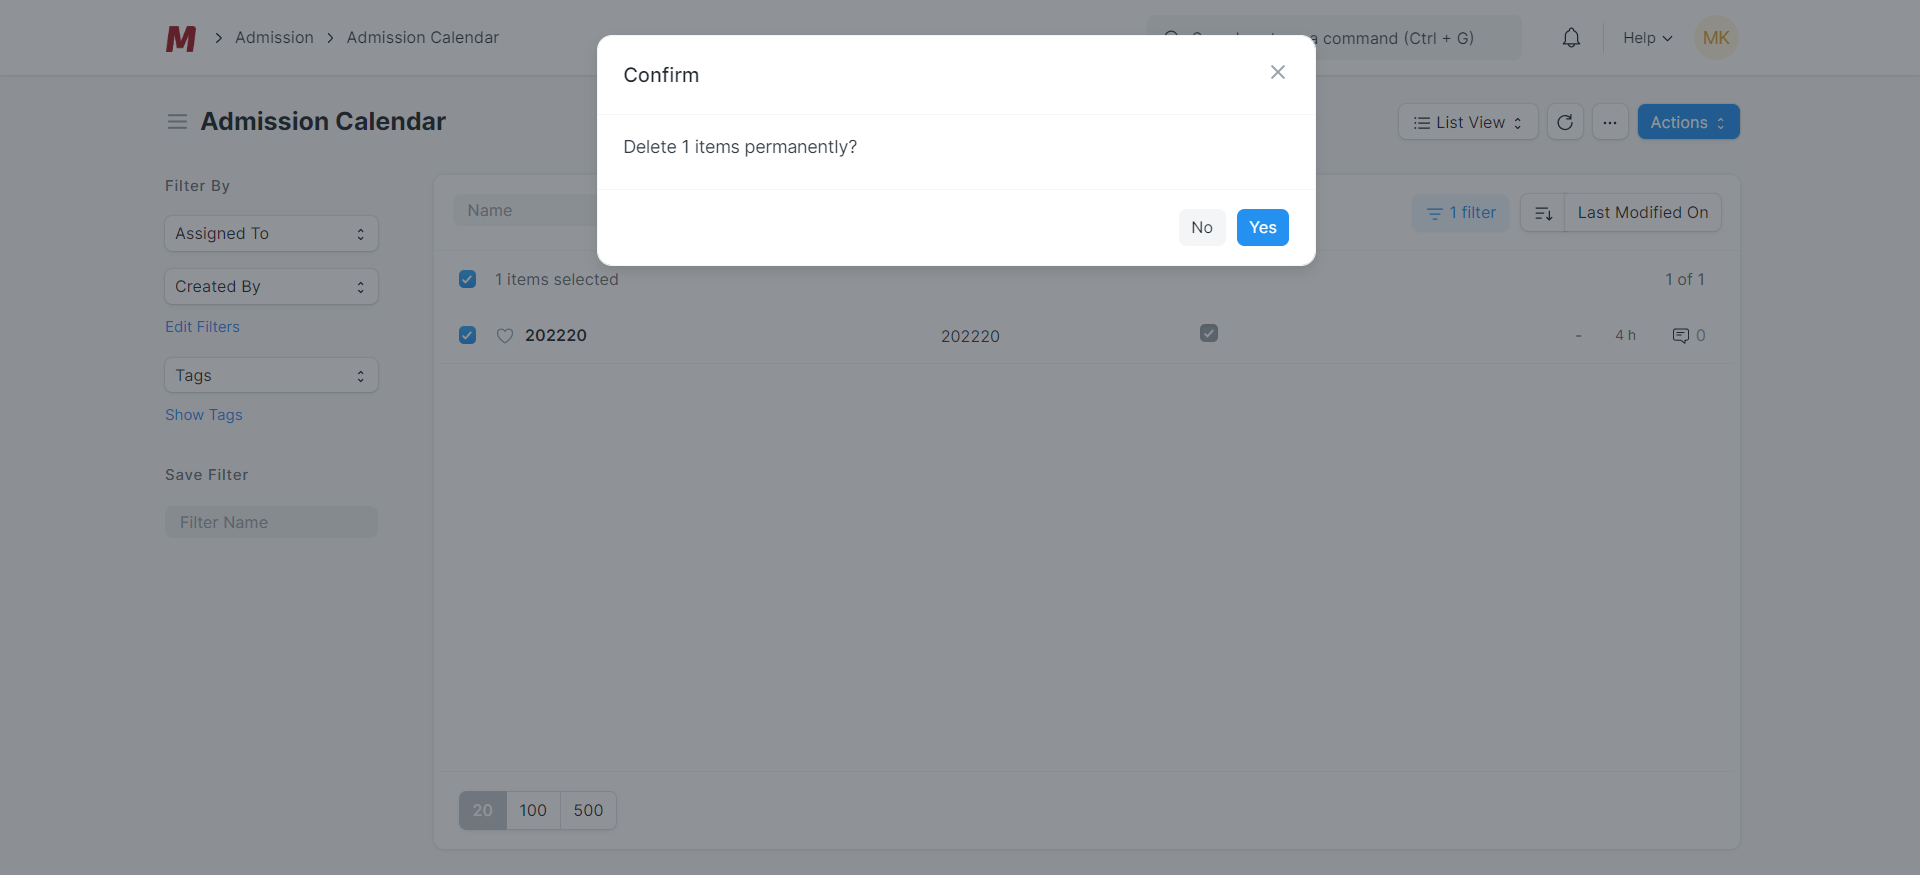 M
Admission
Admission Calendar
a command (Ctrl + G)
Help
MK
Confirm
Delete 1 items permanently?
No
Yes
Admission Calendar
List View
Actions
Filter By
Assigned To
Created By
Edit Filters
Tags
Show Tags
Save Filter
Filter Name
Name
1 filter
Last Modified On
1 items selected
1 of 1
202220
202220
-
4 h
0
20
100
500